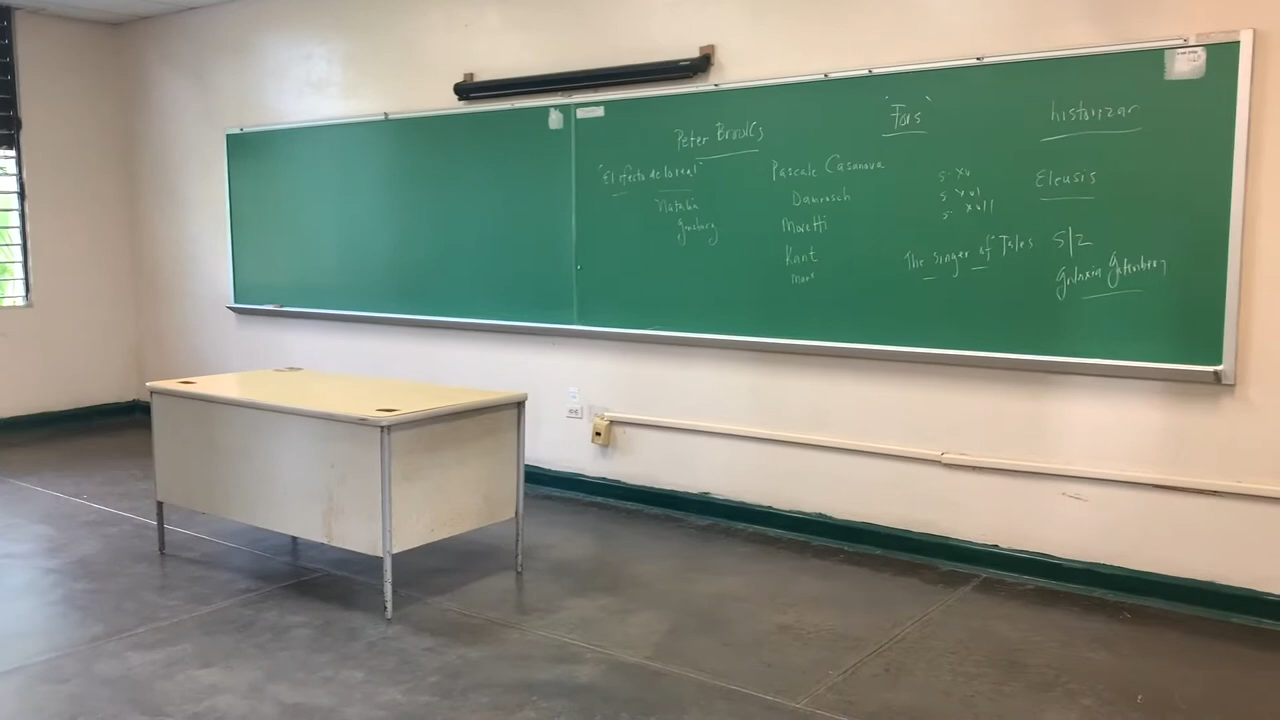 Peter Brooks
"El efecto de lo real"
Natalia
Ginzburg
Pascale Casanova
Damrosch
Moretti
Kant
Marx
"Fors"
s. XV
s. XVI
s. XVII
The Singer of Tales
historizar
Eleusis
S/Z
Galaxia Gutenberg